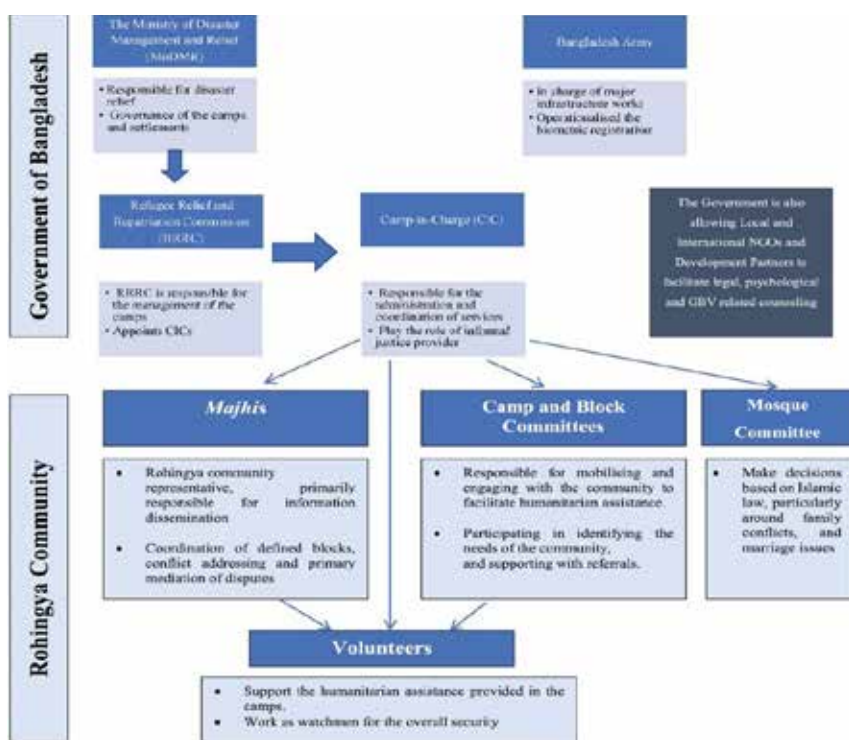 Government of Bangladesh
The Ministry of Disaster
Management and Relief
(MoDMR)
• Responsible for disaster
relief
• Governance of the camps
and settlements
Bangladesh Army
• In charge of major
infrastructure works
• Operationalised the
biometric registration
Refugee Relief and
Repatriation Commission
(RRRC)
• RRRC is responsible for
the management of the
camps
• Appoints CICs
Camp-in-Charge (CiC)
• Responsible for the
administration and
coordination of services
• Play the role of informal
justice provider
The Government is also
allowing Local and
International NGOs and
Development Partners to
facilitate legal, psychological
and GBV related counseling
Rohingya Community
Majhis
• Rohingya community
representative, primarily
responsible for information
dissemination
• Coordination of defined blocks,
conflict addressing and primary
mediation of disputes
Camp and Block
Committees
• Responsible for mobilising and
engaging with the community to
facilitate humanitarian assistance.
• Participating in identifying the
needs of the community,
and supporting with referrals.
Mosque
Committee
• Make decisions
based on Islamic
law, particularly
around family
conflicts, and
marriage issues
Volunteers
• Support the humanitarian assistance provided in the
camps.
• Work as watchmen for the overall security